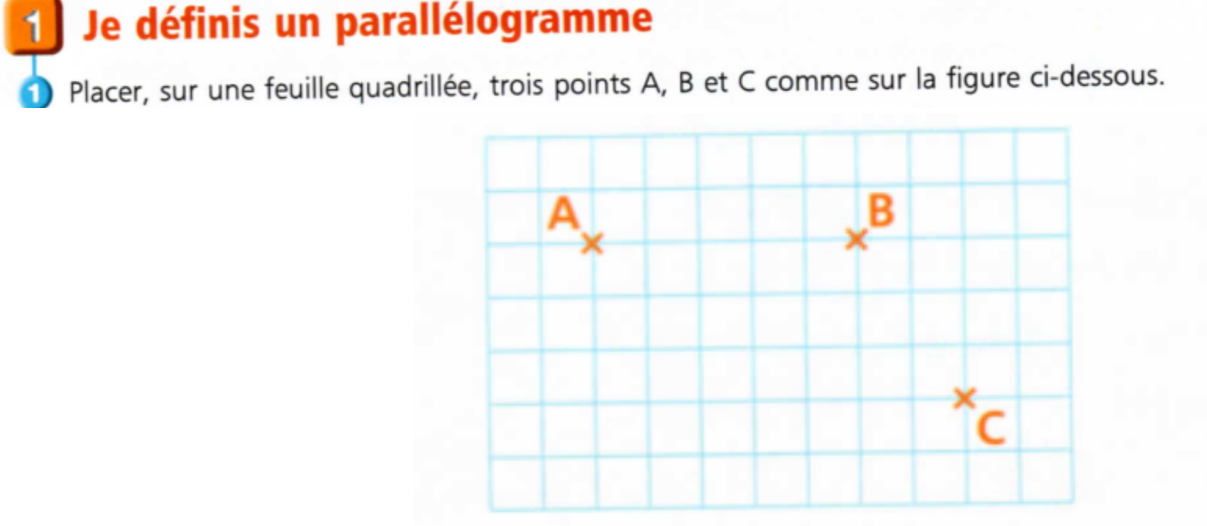 1 Je définis un parallélogramme
1 Placer, sur une feuille quadrillée, trois points A, B et C comme sur la figure ci-dessous.
A B
C